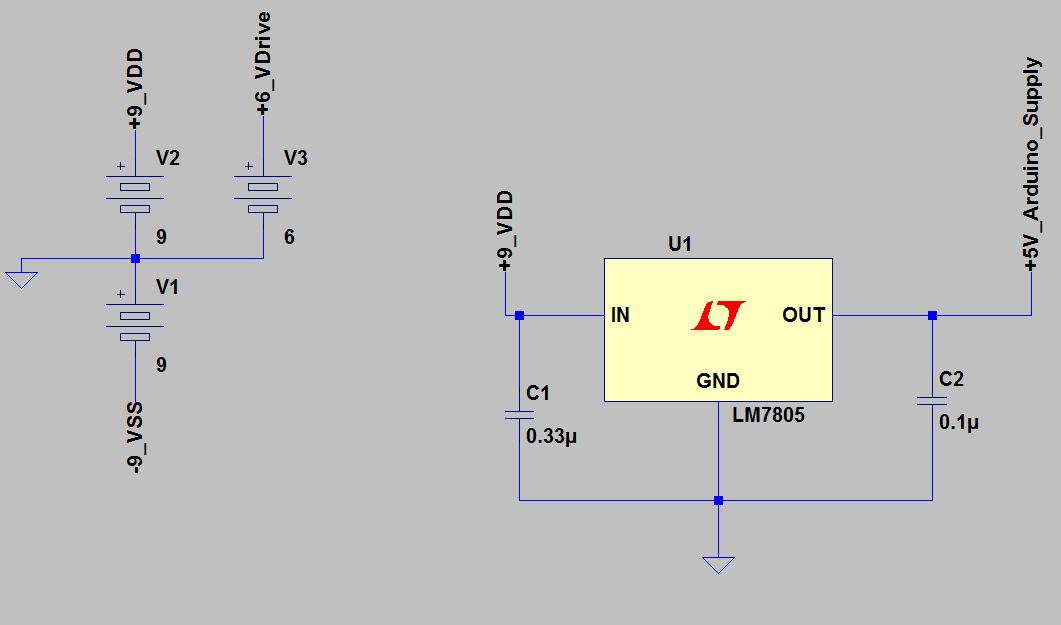 +9_VDD
+6_VDrive
+
V2
+
V3
9
6
+
V1
9
-9_VSS
+9_VDD
U1
+5V_Arduino_Supply
IN
OUT
GND
LM7805
C1
0.33µ
C2
0.1µ